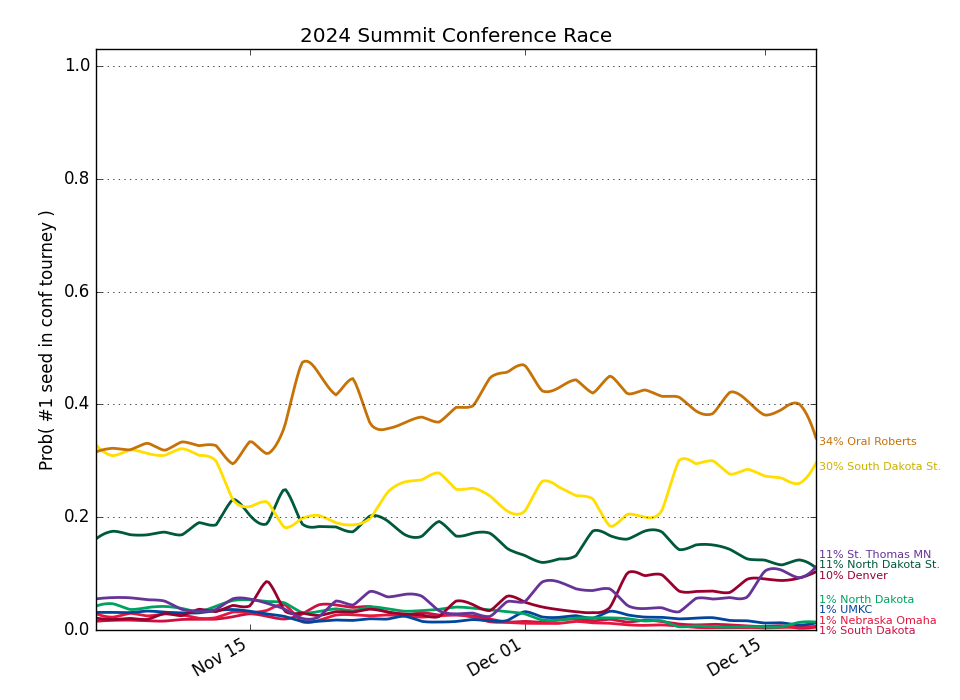 2024 Summit Conference Race
Prob( #1 seed in conf tourney )
1.0
0.8
0.6
0.4
0.2
0.0
Nov 15
Dec 01
Dec 15
34% Oral Roberts
30% South Dakota St.
11% St. Thomas MN
11% North Dakota St.
10% Denver
1% North Dakota
1% UMKC
1% Nebraska Omaha
1% South Dakota